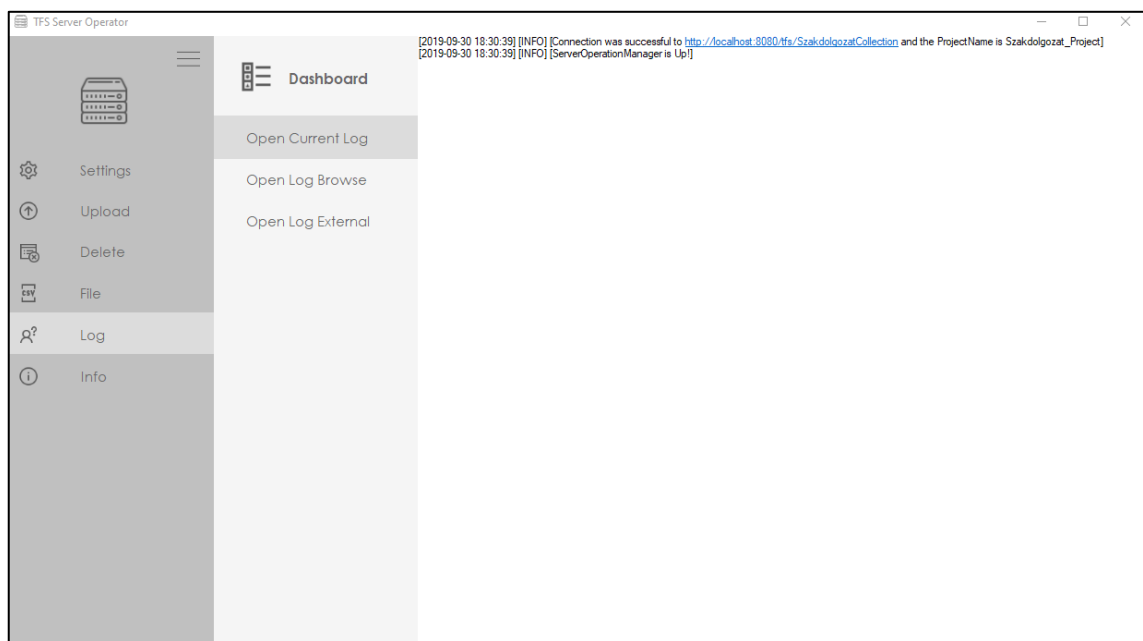 TFS Server Operator
Settings
Upload
Delete
CSV
File
Log
Info
Dashboard
Open Current Log
Open Log Browse
Open Log External
[2019-09-30 18:30:39] [INFO] [Connection was successful to http://localhost:8080/tfs/SzakdolgozatCollection and the ProjectName is Szakdolgozat_Project]
[2019-09-30 18:30:39] [INFO] [ServerOperationManager is Up!]